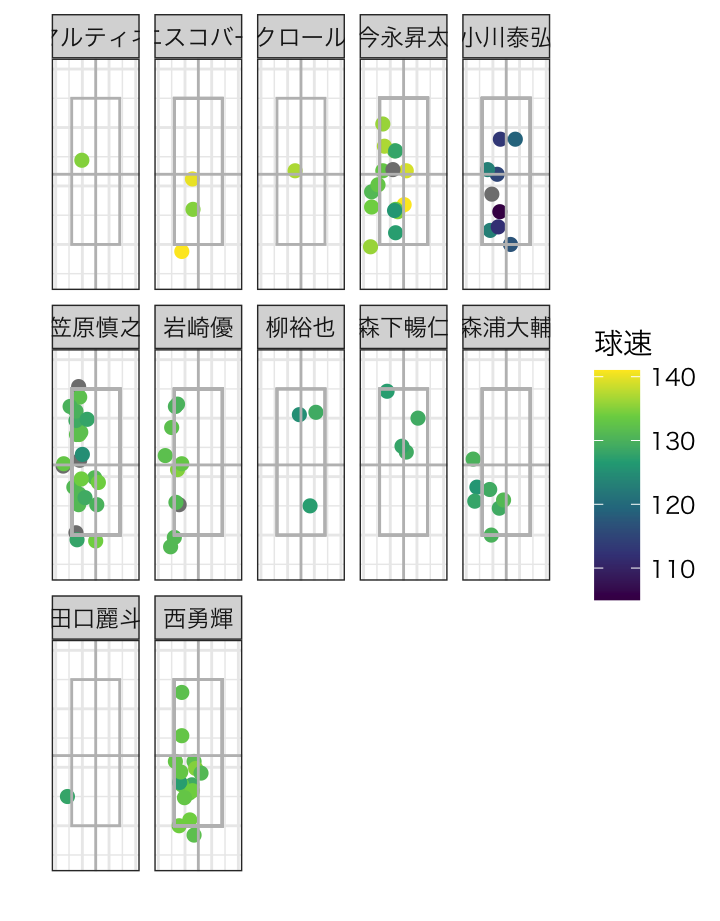 マルティネ
エスコバー
クロール
今永昇太
小川泰弘
笠原慎之
岩崎優
柳裕也
森下暢仁
森浦大輔
田口麗斗
西勇輝
球速
140
130
120
110